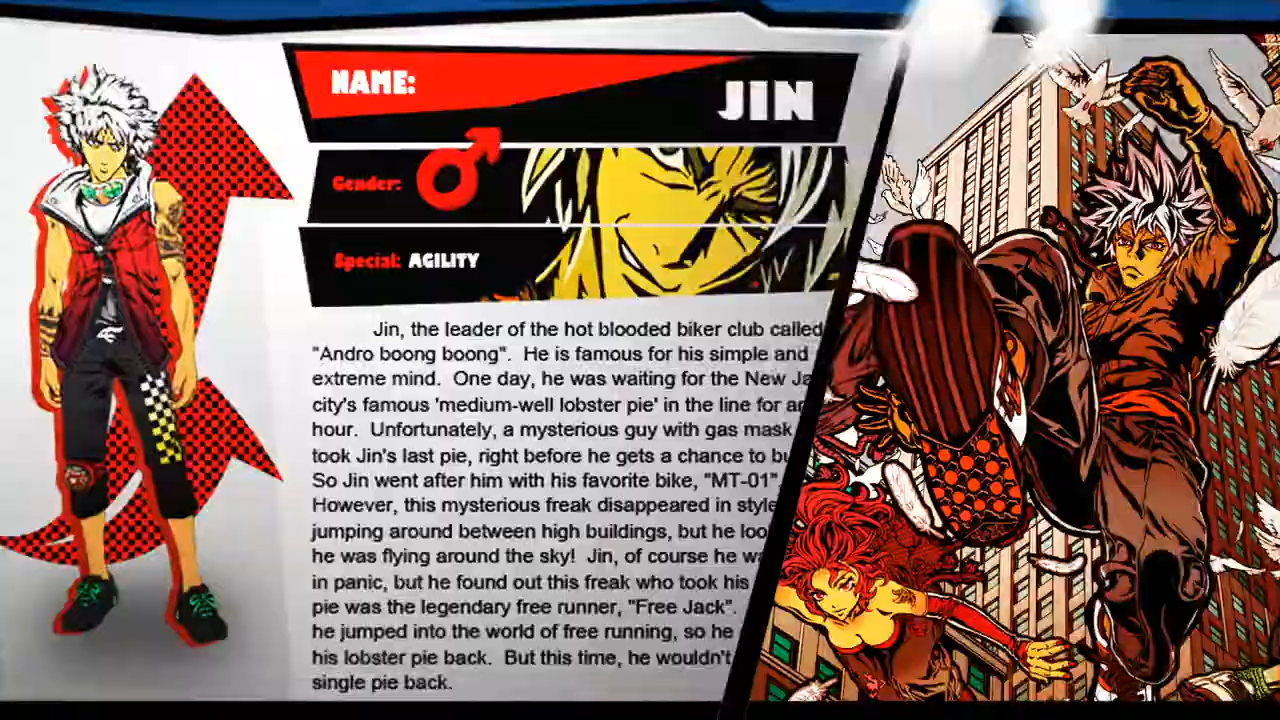 NAME:
JIN
Gender:
Special: AGILITY
Jin, the leader of the hot blooded biker club called
"Andro boong boong". He is famous for his simple and
extreme mind. One day, he was waiting for the New
city's famous 'medium-well lobster pie' in the line for
hour. Unfortunately, a mysterious guy with gas mask
took Jin's last pie, right before he gets a chance to
So Jin went after him with his favorite bike, "MT-01"
However, this mysterious freak disappeared in style
jumping around between high buildings, but he
he was flying around the sky! Jin, of course he
in panic, but he found out this freak who took his
pie was the legendary free runner, "Free Jack".
he jumped into the world of free running, so he
his lobster pie back. But this time, he wouldn't
single pie back.